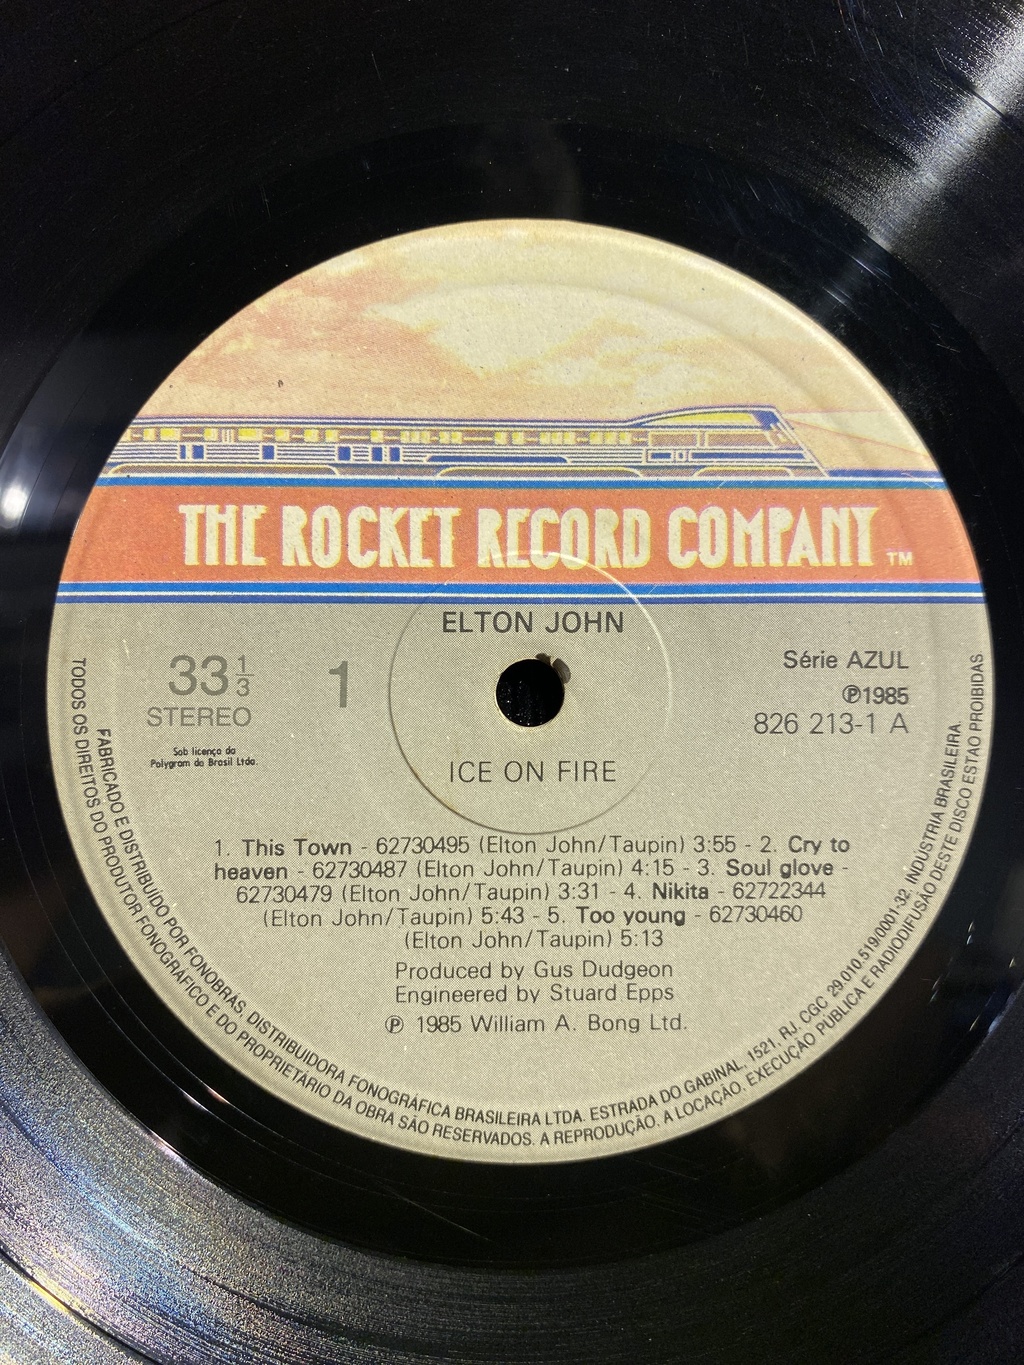 THE ROCKET RECORD COMPANY TM
ELTON JOHN
33 1/3
STEREO
1
Série AZUL
℗1985
826 213-1 A
Sob licença da
Polygram do Brasil Ltda.
ICE ON FIRE
1. This Town - 62730495 (Elton John/Taupin) 3:55 - 2. Cry to
heaven - 62730487 (Elton John/Taupin) 4:15 - 3. Soul glove -
62730479 (Elton John/Taupin) 3:31 - 4. Nikita - 62722344
(Elton John/Taupin) 5:43 - 5. Too young - 62730460
(Elton John/Taupin) 5:13
Produced by Gus Dudgeon
Engineered by Stuard Epps
℗ 1985 William A. Bong Ltd.
FABRICADO E DISTRIBUÍDO POR FONOBRAS, DISTRIBUIDORA FONOGRÁFICA BRASILEIRA LTDA. ESTRADA DO GABINAL, 1521, RJ. CGC 29.010.519/0001-32. INDÚSTRIA BRASILEIRA.
TODOS OS DIREITOS DO PRODUTOR FONOGRÁFICO E DO PROPRIETÁRIO DA OBRA SÃO RESERVADOS. A REPRODUÇÃO. A LOCAÇÃO. EXECUÇÃO PUBLICA E RADIODIFUSÃO DESTE DISCO ESTÃO PROIBIDAS